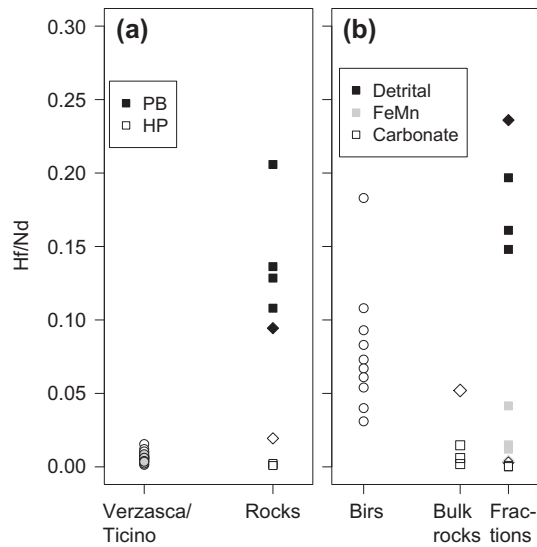 (a)
(b)
PB
HP
Detrital
FeMn
Carbonate
Hf/Nd
0.30
0.25
0.20
0.15
0.10
0.05
0.00
Verzasca/
Ticino
Rocks
Birs
Bulk
rocks
Frac-
tions